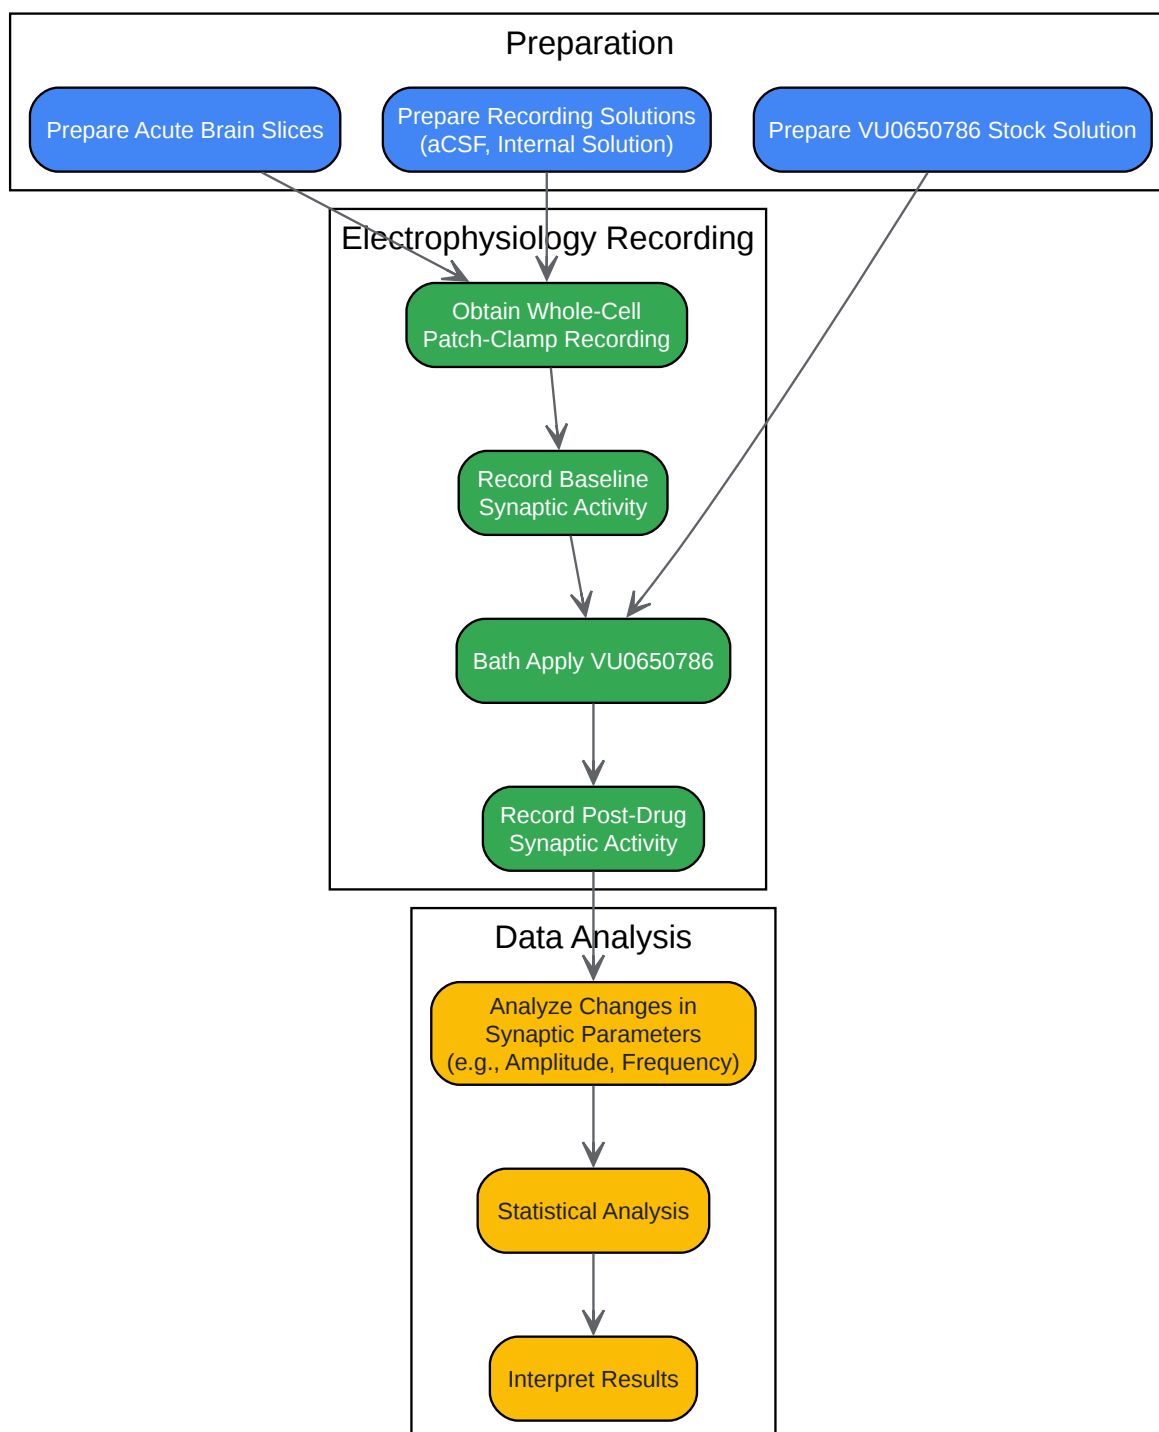 Preparation
Prepare Acute Brain Slices
Prepare Recording Solutions
(aCSF, Internal Solution)
Prepare VU0650786 Stock Solution
Electrophysiology Recording
Obtain Whole-Cell
Patch-Clamp Recording
Record Baseline
Synaptic Activity
Bath Apply VU0650786
Record Post-Drug
Synaptic Activity
Data Analysis
Analyze Changes in
Synaptic Parameters
(e.g., Amplitude, Frequency)
Statistical Analysis
Interpret Results